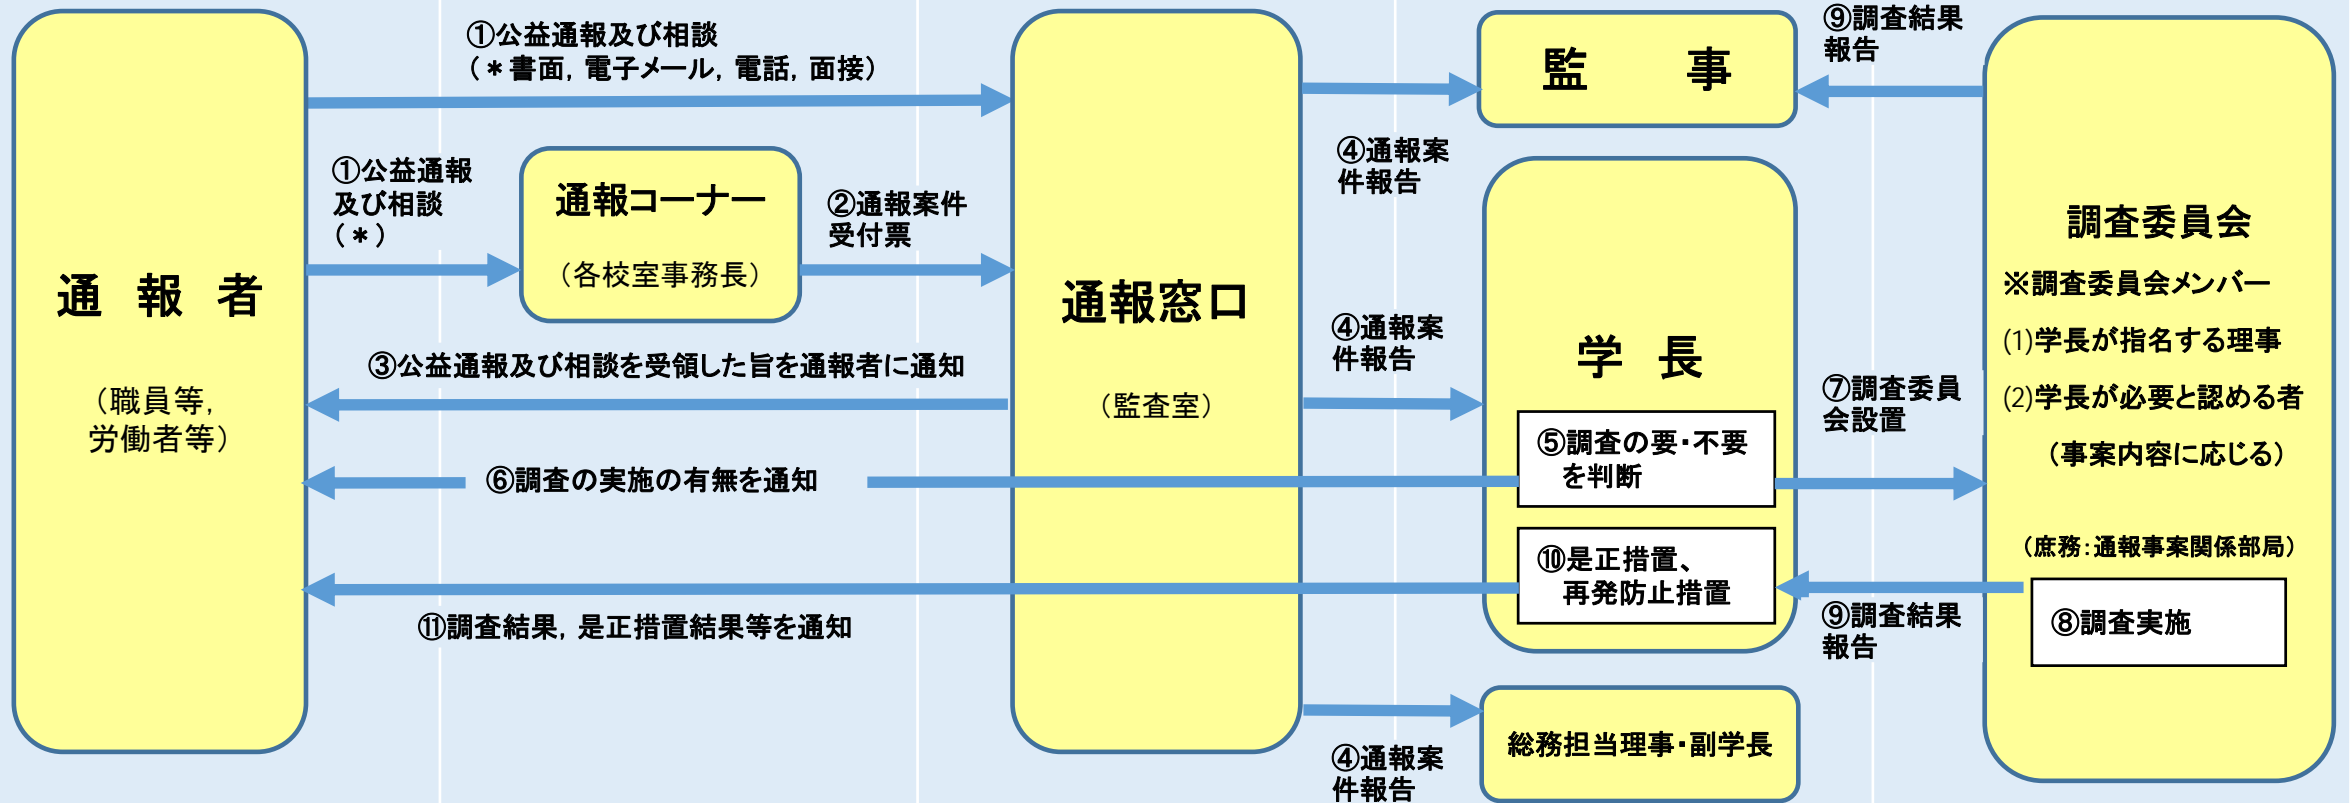 通 報 者
（職員等，
労働者等）
①公益通報及び相談
（＊書面，電子メール，電話，面接）
①公益通報
及び相談
（＊）
通報コーナー
（各校室事務長）
②通報案件
受付票
③公益通報及び相談を受領した旨を通報者に通知
⑥調査の実施の有無を通知
⑪調査結果，是正措置結果等を通知
通報窓口
（監査室）
④通報案
件報告
④通報案
件報告
④通報案
件報告
監 事
学 長
⑤調査の要・不要
を判断
⑩是正措置、
再発防止措置
総務担当理事・副学長
⑨調査結果
報告
⑦調査委員
会設置
⑨調査結果
報告
調査委員会
※調査委員会メンバー
(1)学長が指名する理事
(2)学長が必要と認める者
（事案内容に応じる）
（庶務：通報事案関係部局）
⑧調査実施